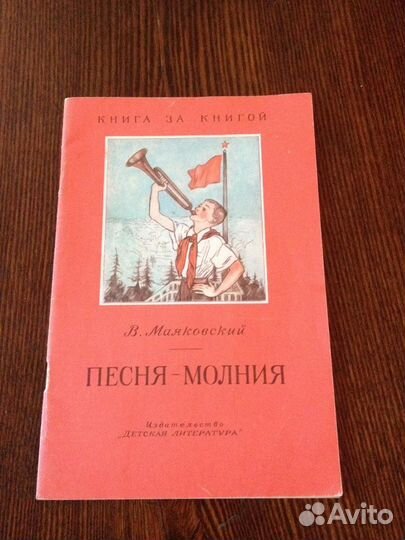 КНИГА ЗА КНИГОЙ
В. Маяковский
ПЕСНЯ-МОЛНИЯ
Издательство
„ДЕТСКАЯ ЛИТЕРАТУРА"
Avito